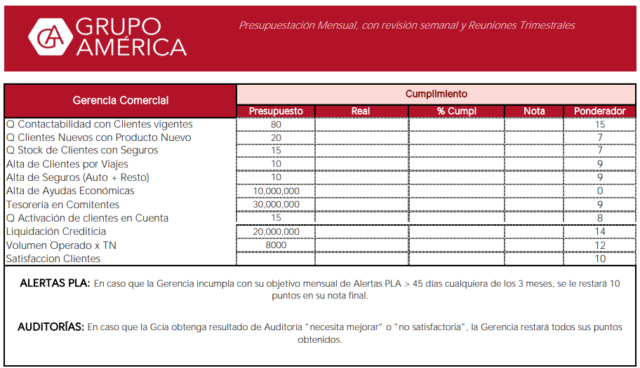 GRUPO
AMÉRICA
Presupuestación Mensual, con revisión semanal y Reuniones Trimestrales
Gerencia Comercial
Cumplimiento
Presupuesto Real % Cumpl Nota Ponderador
Q Contactabilidad con Clientes vigentes 80 15
Q Clientes Nuevos con Producto Nuevo 20 7
Q Stock de Clientes con Seguros 15 7
Alta de Clientes por Viajes 10 9
Alta de Seguros (Auto + Resto) 10 9
Alta de Ayudas Económicas 10,000,000 0
Tesorería en Comitentes 30,000,000 9
Q Activación de clientes en Cuenta 15 8
Liquidación Crediticia 20,000,000 14
Volumen Operado x TN 8000 12
Satisfaccion Clientes 10
ALERTAS PLA: En caso que la Gerencia incumpla con su objetivo mensual de Alertas PLA > 45 días cualquiera de los 3 meses, se le restará 10
puntos en su nota final.
AUDITORÍAS: En caso que la Gcia obtenga resultado de Auditoria "necesita mejorar" o "no satisfactoria", la Gerencia restará todos sus puntos
obtenidos.